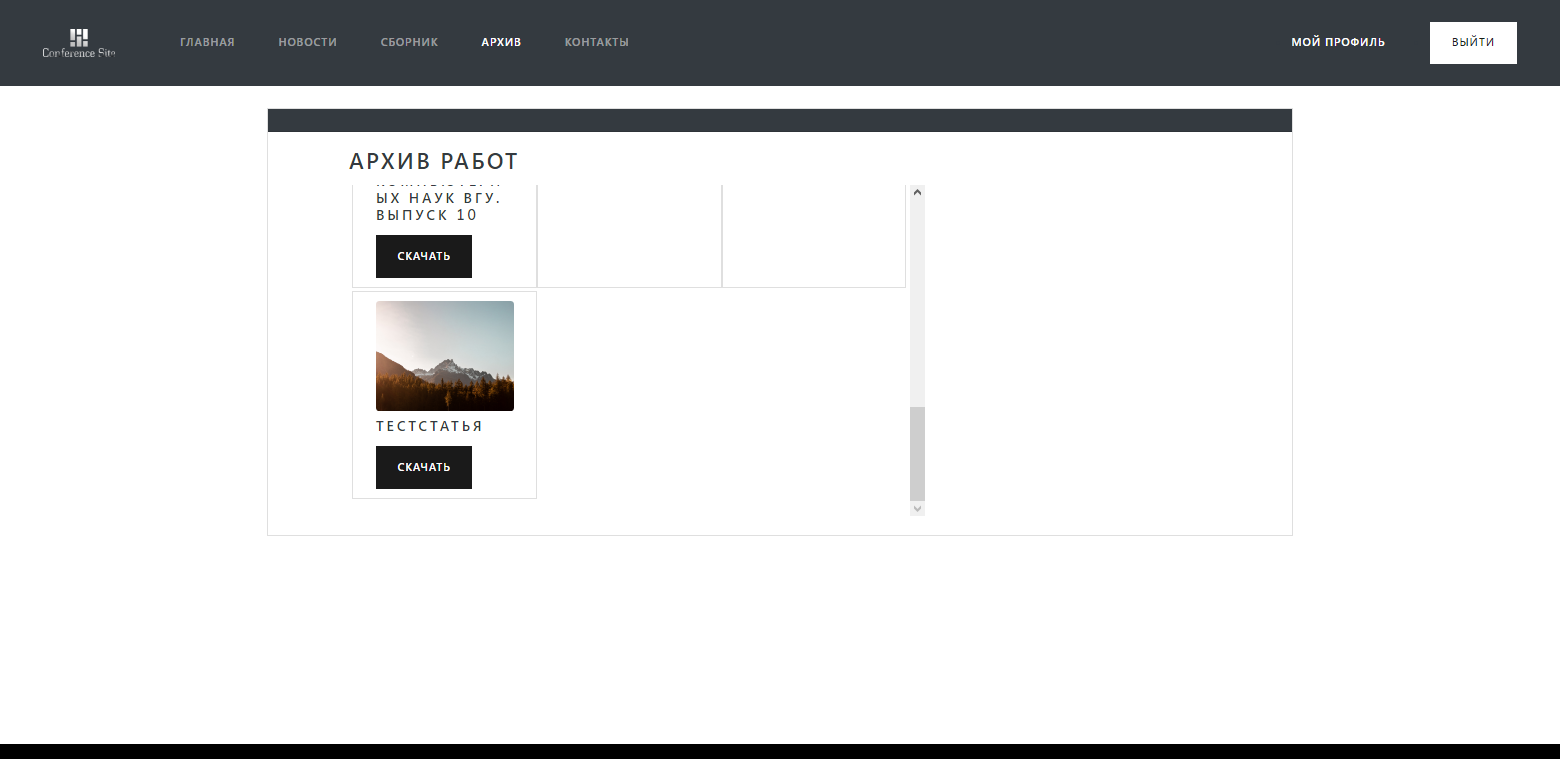 Conference Site
ГЛАВНАЯ
НОВОСТИ
СБОРНИК
АРХИВ
КОНТАКТЫ
МОЙ ПРОФИЛЬ
ВЫЙТИ
АРХИВ РАБОТ
ЫХ НАУК ВГУ.
ВЫПУСК 10
СКАЧАТЬ
ТЕСТСТАТЬЯ
СКАЧАТЬ